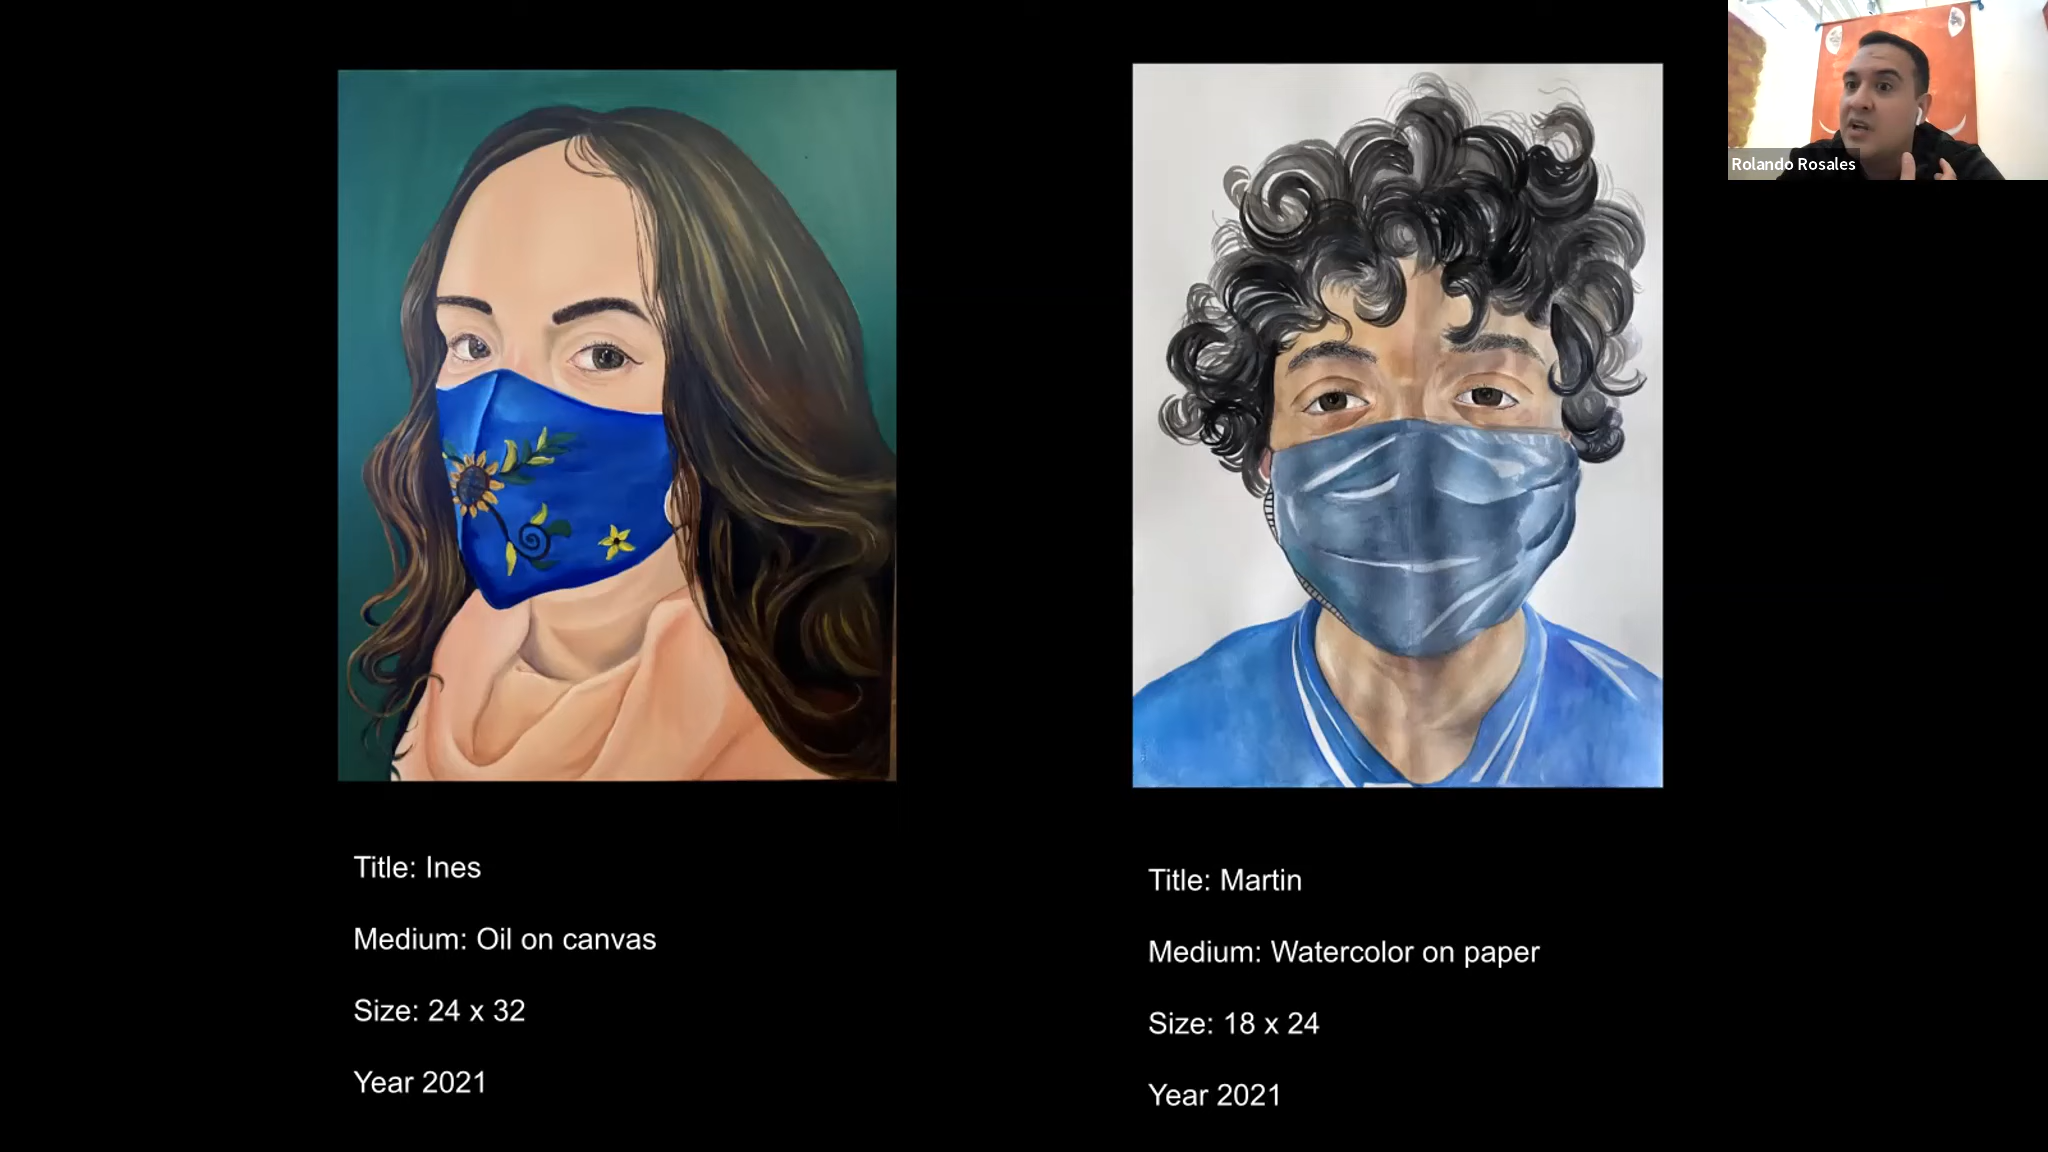 Rolando Rosales
Title: Ines
Medium: Oil on canvas
Size: 24 x 32
Year 2021
Title: Martin
Medium: Watercolor on paper
Size: 18 x 24
Year 2021